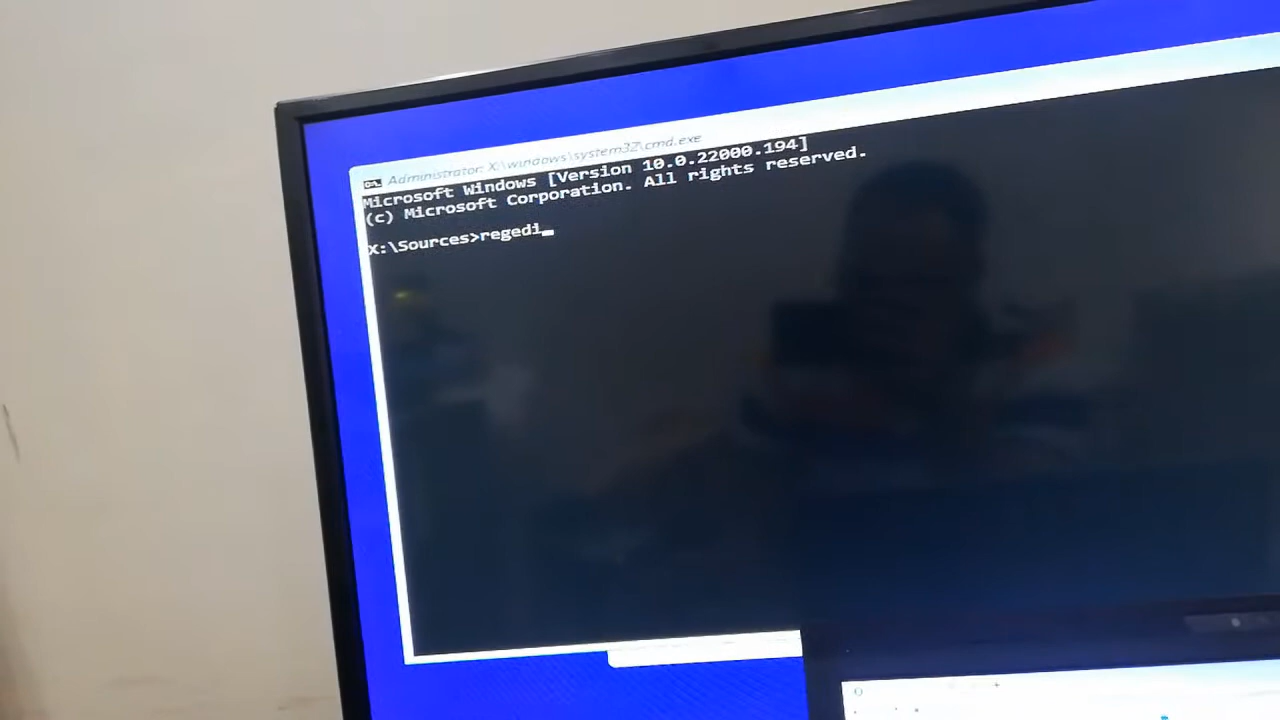 Administrator: X:\windows\system32\cmd.exe
Microsoft Windows [Version 10.0.22000.194]
(c) Microsoft Corporation. All rights reserved.
X:\Sources>regedi